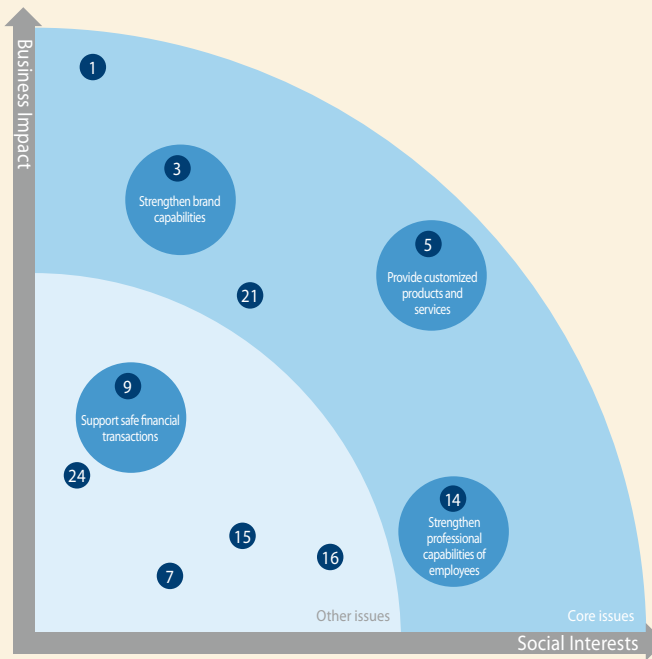 Business Impact
1
3
Strengthen brand
capabilities
5
Provide customized
products and
services
21
9
Support safe financial
transactions
24
14
Strengthen
professional
capabilities of
employees
15
16
7
Other issues
Core issues
Social Interests